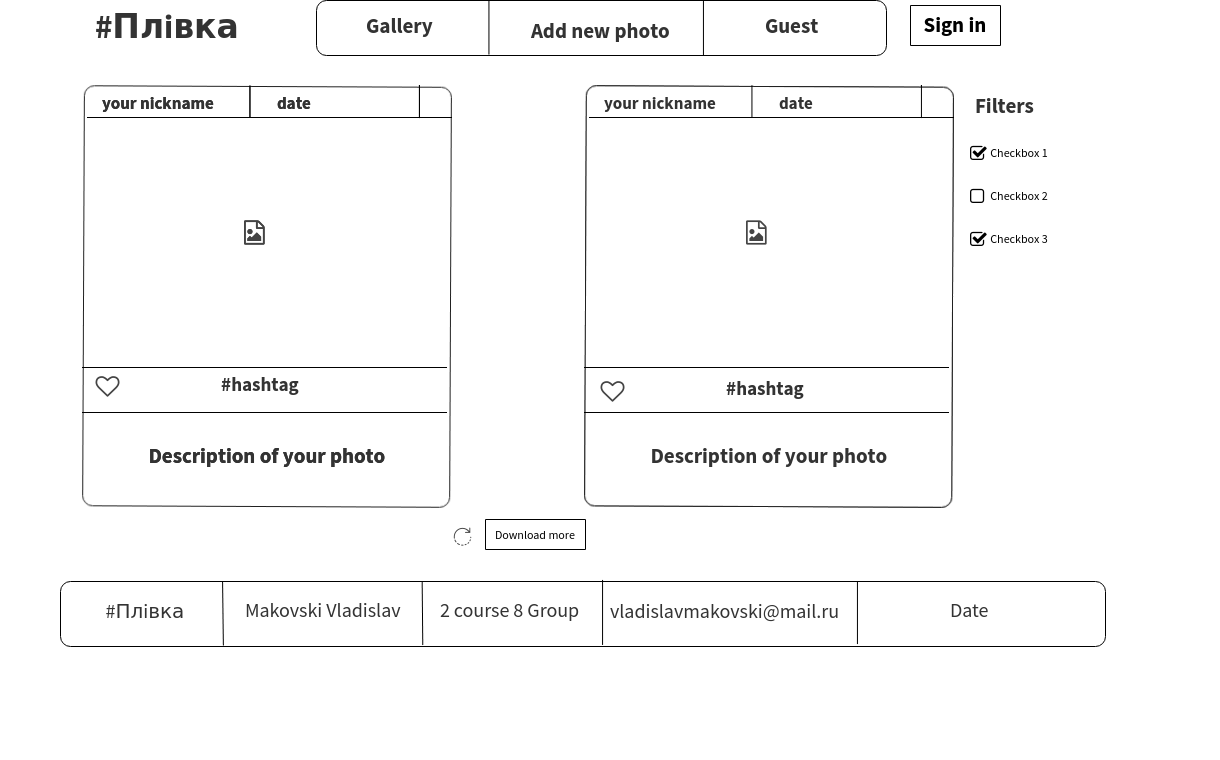 #Плівка
Gallery
Add new photo
Guest
Sign in
your nickname
date
#hashtag
Description of your photo
your nickname
date
#hashtag
Description of your photo
Filters
Checkbox 1
Checkbox 2
Checkbox 3
Download more
#Плівка
Makovski Vladislav
2 course 8 Group
vladislavmakovski@mail.ru
Date